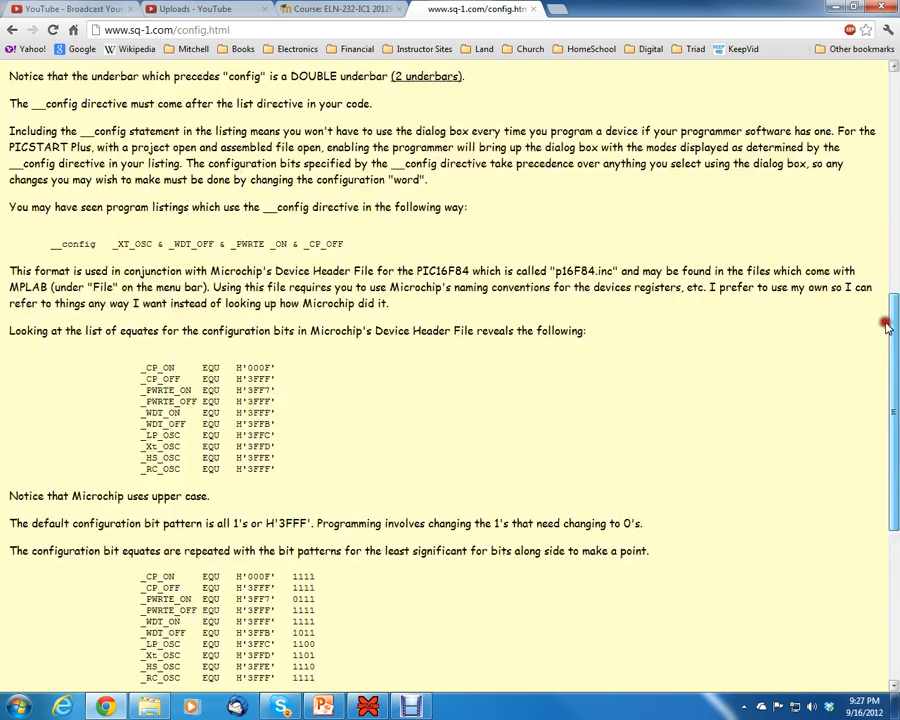 YouTube - Broadcast Your Uploads - YouTube Course: ELN-232-IC1 2012F www.sq-1.com/config.html
www.sq-1.com/config.html
Yahoo! Google Wikipedia Mitchell Books Electronics Financial Instructor Sites Land Church HomeSchool Digital Triad KeepVid Other bookmarks
Notice that the underbar which precedes "config" is a DOUBLE underbar (2 underbars).
The __config directive must come after the list directive in your code.
Including the __config statement in the listing means you won't have to use the dialog box every time you program a device if your programmer software has one. For the
PICSTART Plus, with a project open and assembled file open, enabling the programmer will bring up the dialog box with the modes displayed as determined by the
__config directive in your listing. The configuration bits specified by the __config directive take precedence over anything you select using the dialog box, so any
changes you may wish to make must be done by changing the configuration "word".
You may have seen program listings which use the __config directive in the following way:
__config _XT_OSC & _WDT_OFF & _PWRTE _ON & _CP_OFF
This format is used in conjunction with Microchip's Device Header File for the PIC16F84 which is called "p16F84.inc" and may be found in the files which come with
MPLAB (under "File" on the menu bar). Using this file requires you to use Microchip's naming conventions for the devices registers, etc. I prefer to use my own so I can
refer to things any way I want instead of looking up how Microchip did it.
Looking at the list of equates for the configuration bits in Microchip's Device Header File reveals the following:
_CP_ON EQU H'000F'
_CP_OFF EQU H'3FFF'
_PWRTE_ON EQU H'3FF7'
_PWRTE_OFF EQU H'3FFF'
_WDT_ON EQU H'3FFF'
_WDT_OFF EQU H'3FFB'
_LP_OSC EQU H'3FFC'
_Xt_OSC EQU H'3FFD'
_HS_OSC EQU H'3FFE'
_RC_OSC EQU H'3FFF'
Notice that Microchip uses upper case.
The default configuration bit pattern is all 1's or H'3FFF'. Programming involves changing the 1's that need changing to 0's.
The configuration bit equates are repeated with the bit patterns for the least significant for bits along side to make a point.
_CP_ON EQU H'000F' 1111
_CP_OFF EQU H'3FFF' 1111
_PWRTE_ON EQU H'3FF7' 0111
_PWRTE_OFF EQU H'3FFF' 1111
_WDT_ON EQU H'3FFF' 1111
_WDT_OFF EQU H'3FFB' 1011
_LP_OSC EQU H'3FFC' 1100
_Xt_OSC EQU H'3FFD' 1101
_HS_OSC EQU H'3FFE' 1110
_RC_OSC EQU H'3FFF' 1111
9:27 PM
9/16/2012